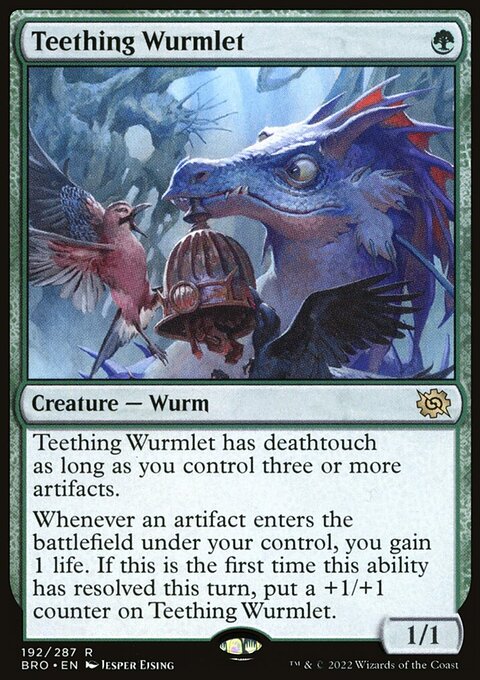 Teething Wurmlet
Creature — Wurm
Teething Wurmlet has deathtouch
as long as you control three or more
artifacts.
Whenever an artifact enters the
battlefield under your control, you gain
1 life. If this is the first time this ability
has resolved this turn, put a +1/+1
counter on Teething Wurmlet.
1/1
192/287 R
BRO • EN Jesper Ejsing
™ & © 2022 Wizards of the Coast